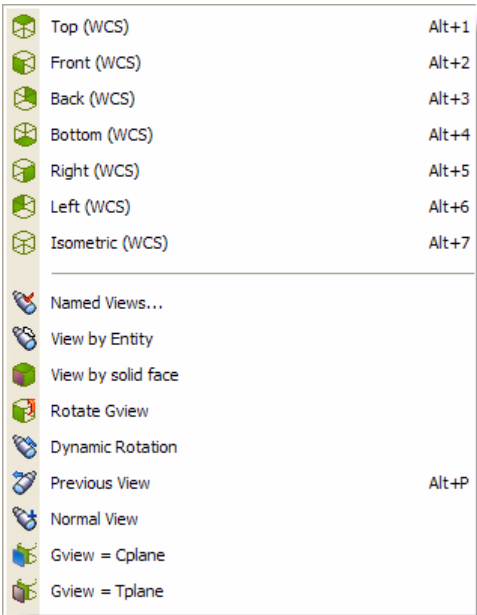 Top (WCS) Alt+1
Front (WCS) Alt+2
Back (WCS) Alt+3
Bottom (WCS) Alt+4
Right (WCS) Alt+5
Left (WCS) Alt+6
Isometric (WCS) Alt+7
Named Views...
View by Entity
View by solid face
Rotate Gview
Dynamic Rotation
Previous View Alt+P
Normal View
Gview = Cplane
Gview = Tplane